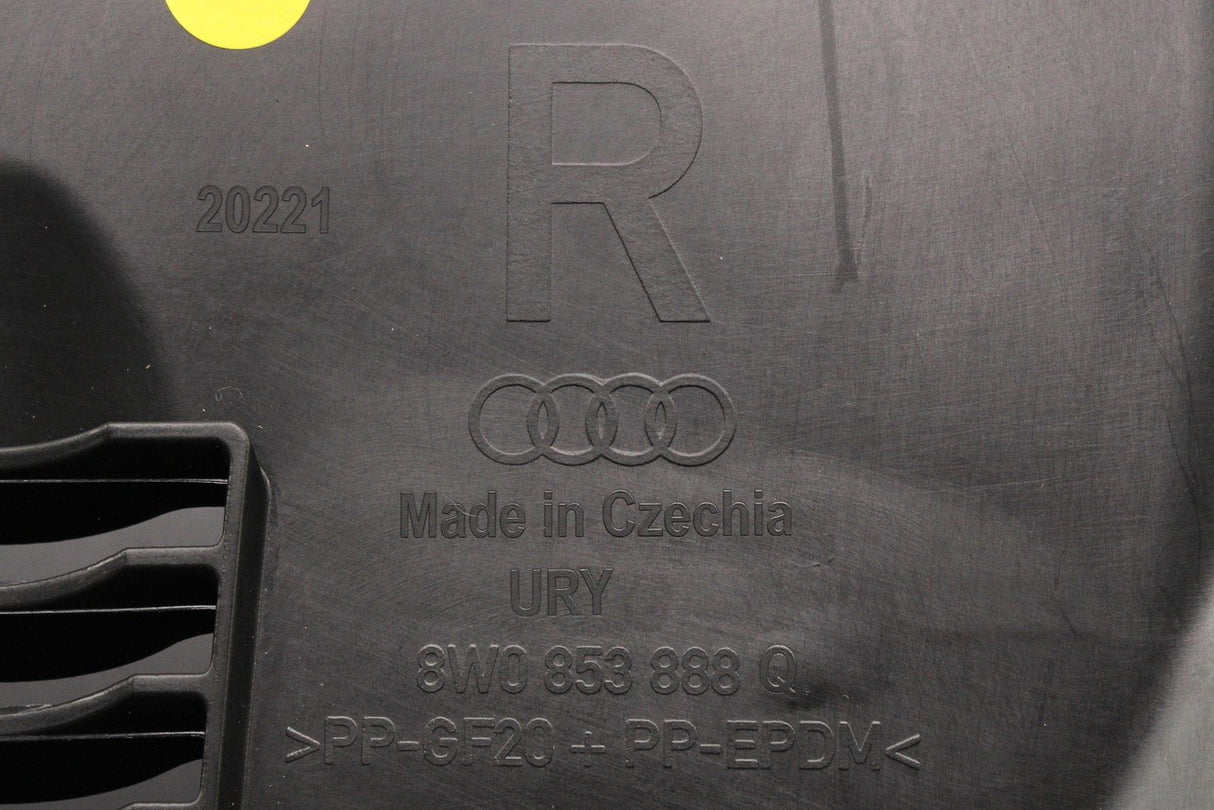 R
20221
Made in Czechia
URY
8W0 853 888 Q
>PP-GF20 + PP-EPDM<